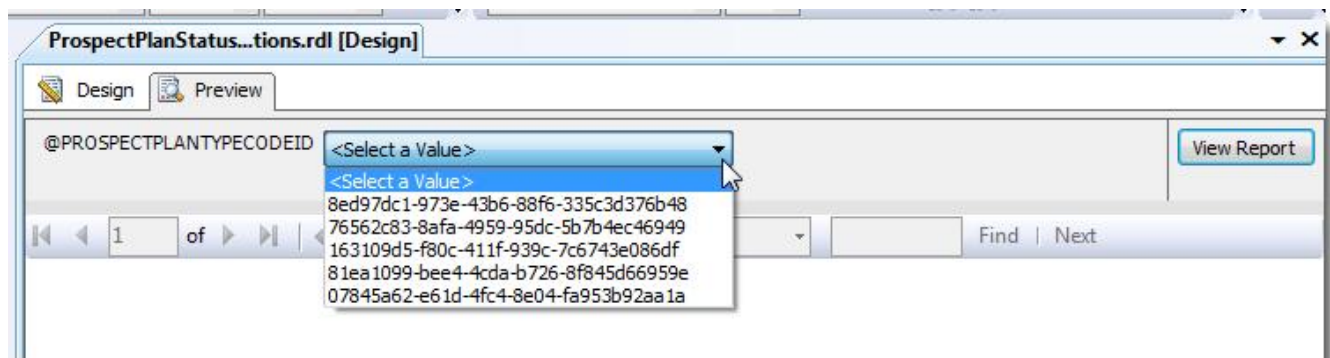 ProspectPlanStatus...tions.rdl [Design]
Design Preview
@PROSPECTPLANTYPECODEID <Select a Value> View Report
<Select a Value>
8ed97dc1-973e-43b6-88f6-335c3d376b48
76562c83-8afa-4959-95dc-5b7b4ec46949
163109d5-f80c-411f-939c-7c6743e086df
81ea1099-bee4-4cda-b726-8f845d66959e
07845a62-e61d-4fc4-8e04-fa953b92aa1a
1 of Find | Next